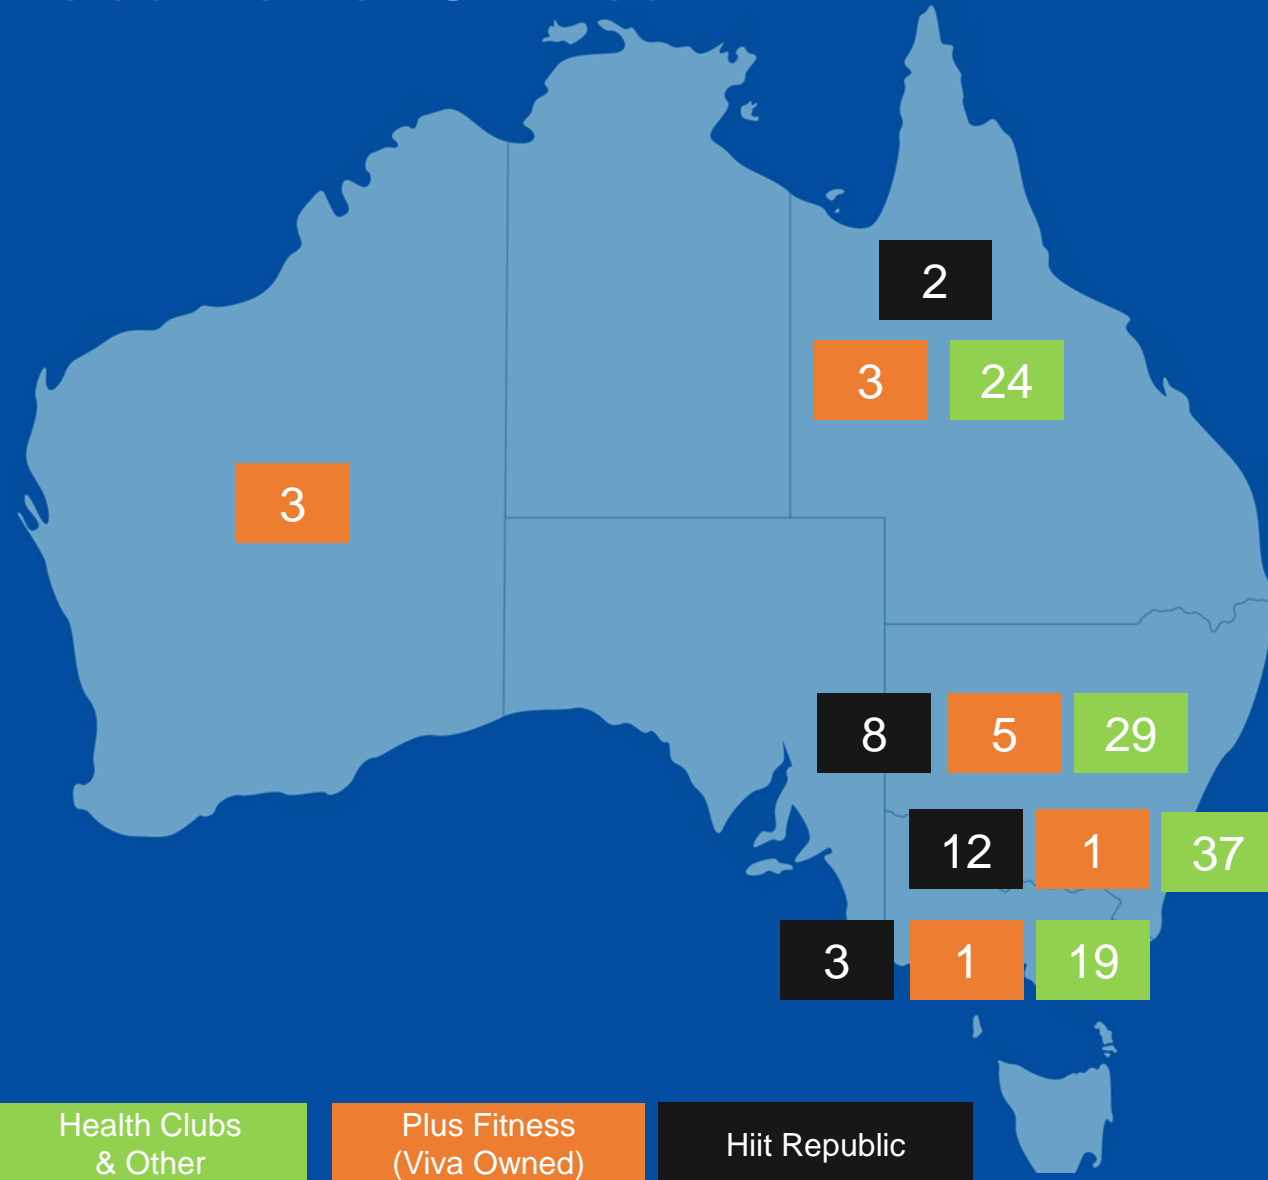 2
3 24
3
8 5 29
12 1 37
3 1 19
Health Clubs
& Other
Plus Fitness
(Viva Owned)
Hiit Republic